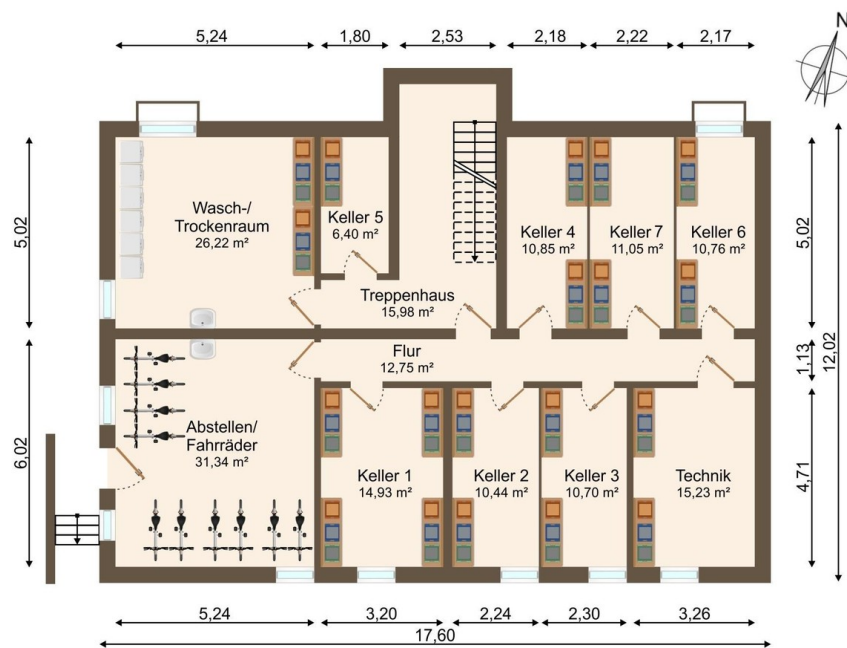 5,24
1,80
2,53
2,18
2,22
2,17
N
5,02
Wasch-/
Trockenraum
26,22 m²
Keller 5
6,40 m²
Treppenhaus
15,98 m²
Keller 4
10,85 m²
Keller 7
11,05 m²
Keller 6
10,76 m²
5,02
12,02
Flur
12,75 m²
1,13
6,02
Abstellen/
Fahrräder
31,34 m²
Keller 1
14,93 m²
Keller 2
10,44 m²
Keller 3
10,70 m²
Technik
15,23 m²
4,71
5,24
3,20
2,24
2,30
3,26
17,60